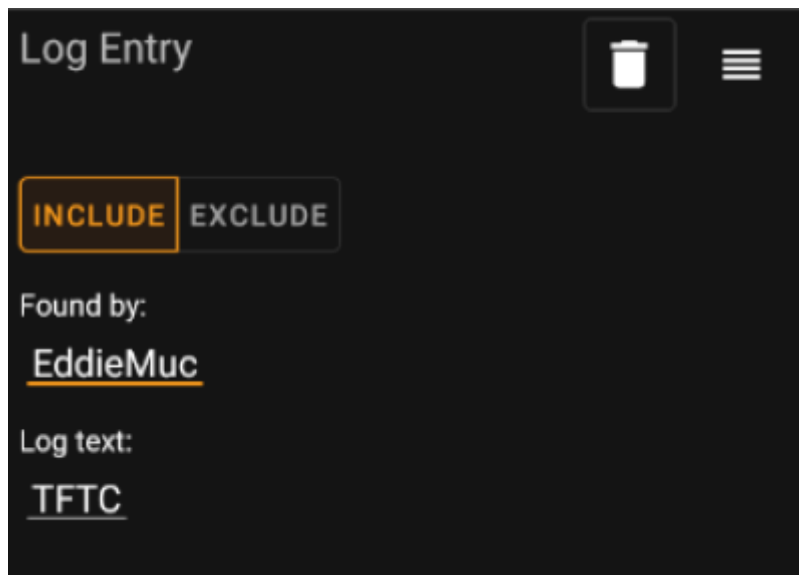 Log Entry
INCLUDE EXCLUDE
Found by:
EddieMuc
Log text:
TFTC